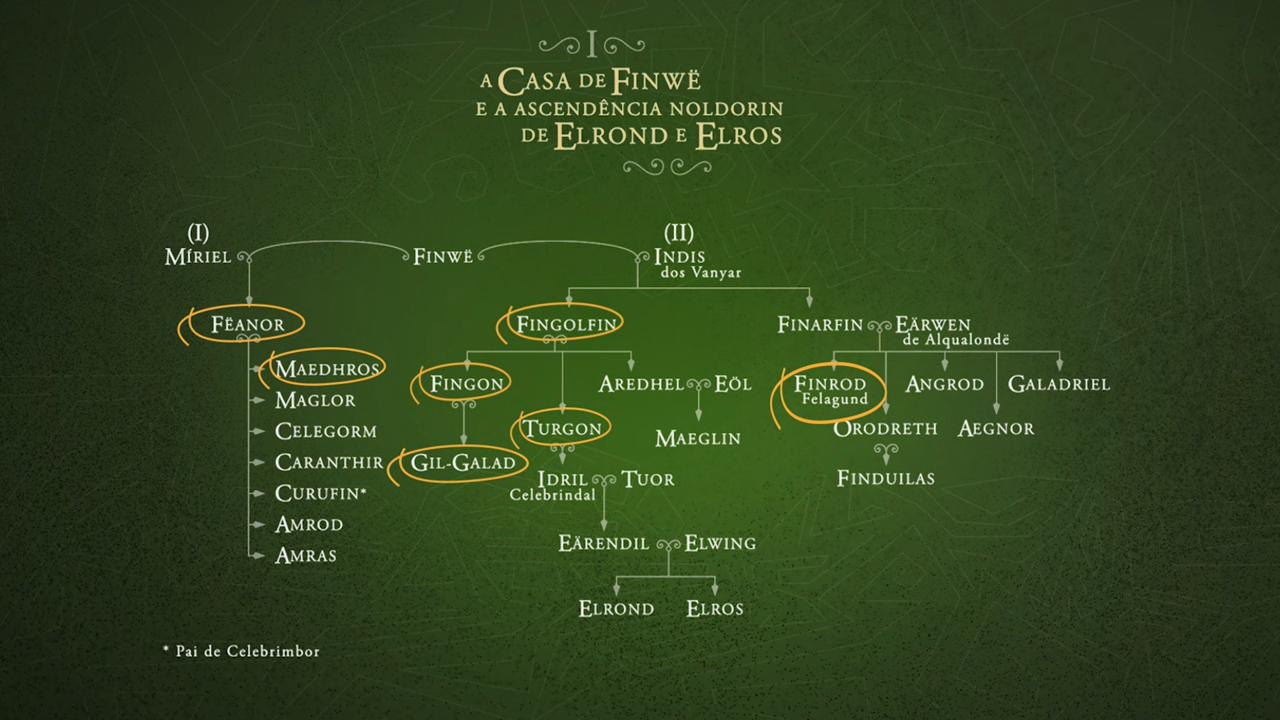 I
A CASA DE FINWË
E A ASCENDÊNCIA NOLDORIN
DE ELROND E ELROS
(I)
(II)
MÍRIEL
FINWË
INDIS
dos Vanyar
FËANOR
FINGOLFIN
FINARFIN
EÄRWEN
de Alqualondë
MAEDHROS
MAGLOR
CELEGORM
CARANTHIR
CURUFIN*
AMROD
AMRAS
FINGON
GIL-GALAD
TURGON
AREDHEL
EÖL
MAEGLIN
IDRIL
Celebrindal
TUOR
EÄRENDIL
ELWING
ELROND
ELROS
FINROD
Felagund
ANGROD
GALADRIEL
ORODRETH
AEGNOR
FINDUILAS
* Pai de Celebrimbor